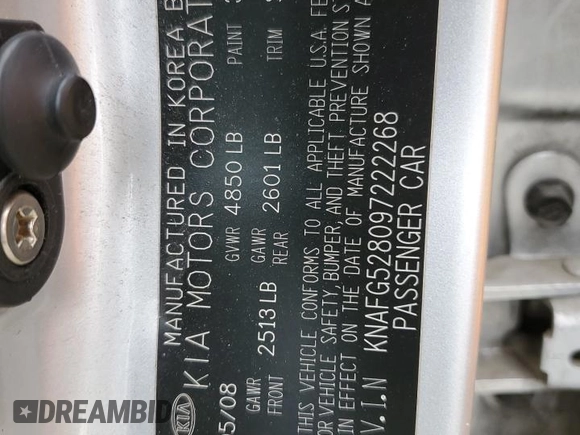 MANUFACTURED IN KOREA B
KIA
KIA MOTORS CORPORAT
5/08 GVWR 4850 LB PAINT
GAWR FRONT 2513 LB GAWR REAR 2601 LB TRIM
THIS VEHICLE CONFORMS TO ALL APPLICABLE U.S.A. FE
OR VEHICLE SAFETY, BUMPER, AND THEFT PREVENTION ST
IN EFFECT ON THE DATE OF MANUFACTURE SHOWN A
V.I.N KNAFG528097222268
PASSENGER CAR
DREAMBID